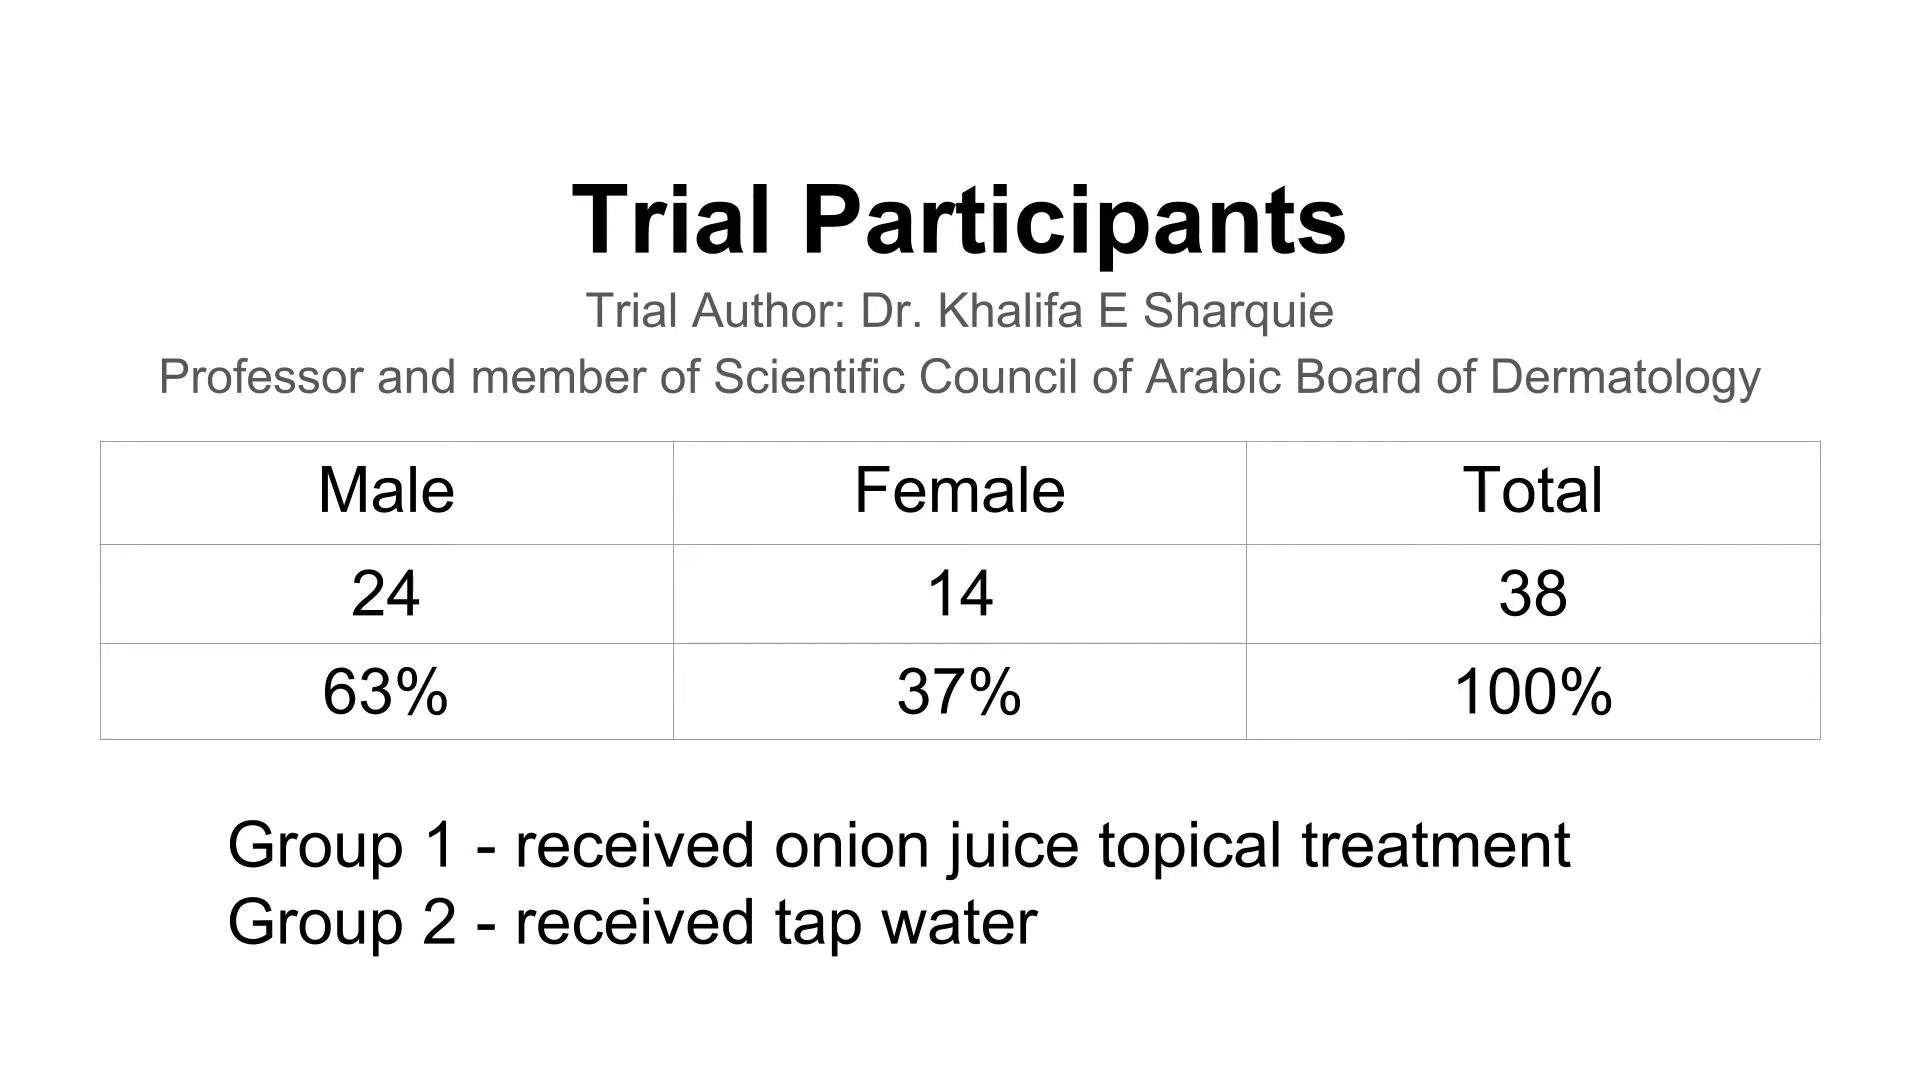 Trial Participants
Trial Author: Dr. Khalifa E Sharquie
Professor and member of Scientific Council of Arabic Board of Dermatology
Male Female Total
24 14 38
63% 37% 100%
Group 1 - received onion juice topical treatment
Group 2 - received tap water